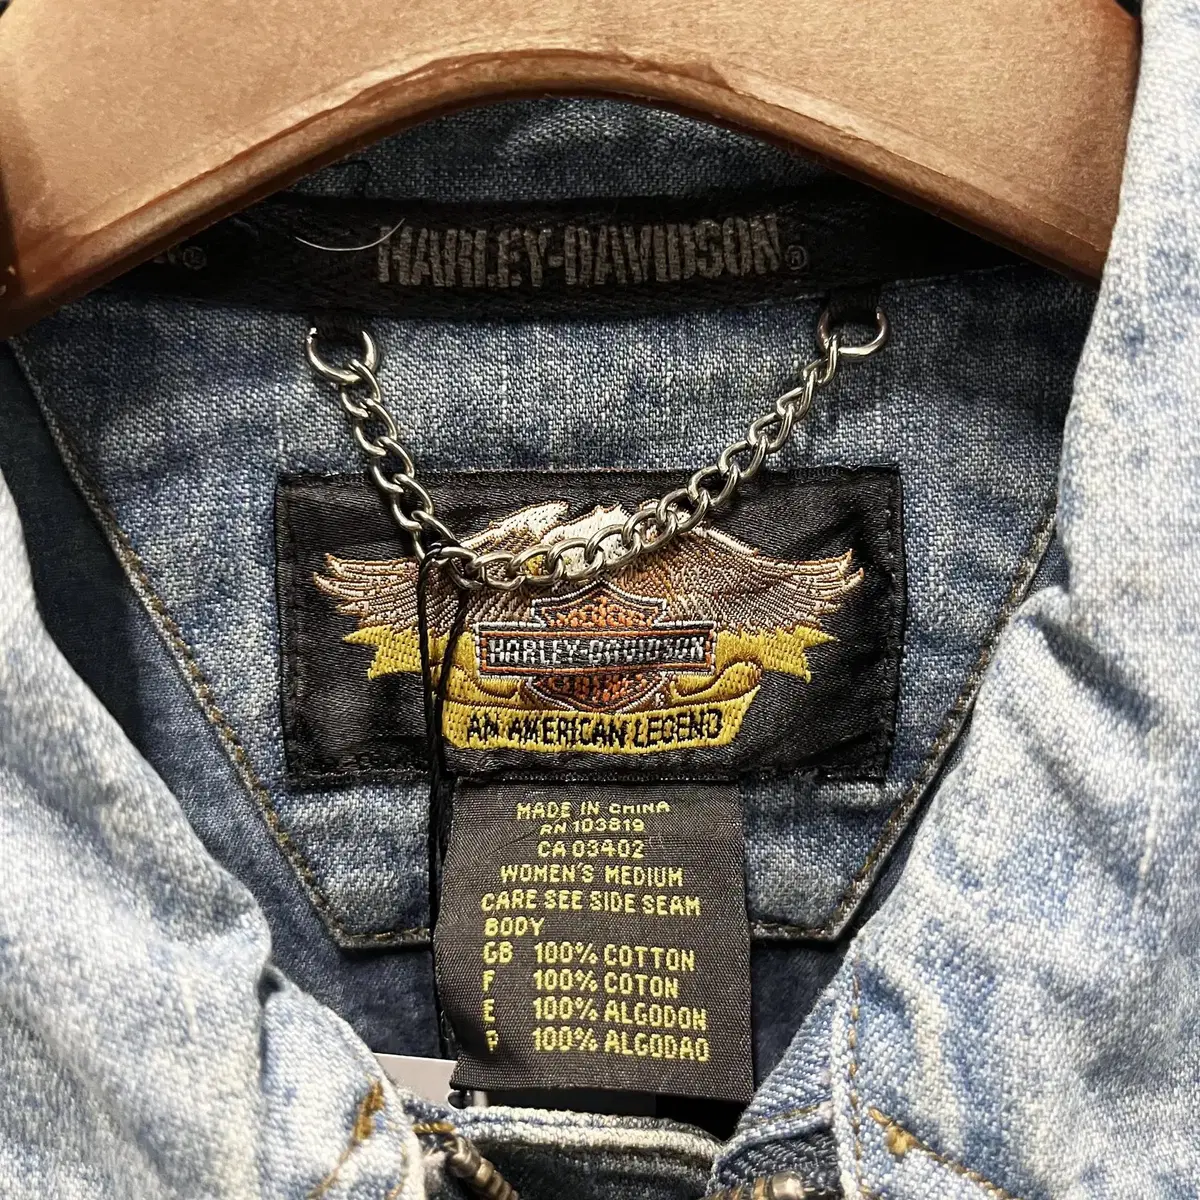 HARLEY-DAVIDSON®
HARLEY-DAVIDSON
AN AMERICAN LEGEND
MADE IN CHINA
RN 103819
CA 03402
WOMEN'S MEDIUM
CARE SEE SIDE SEAM
BODY
GB 100% COTTON
F 100% COTON
E 100% ALGODON
P 100% ALGODAO